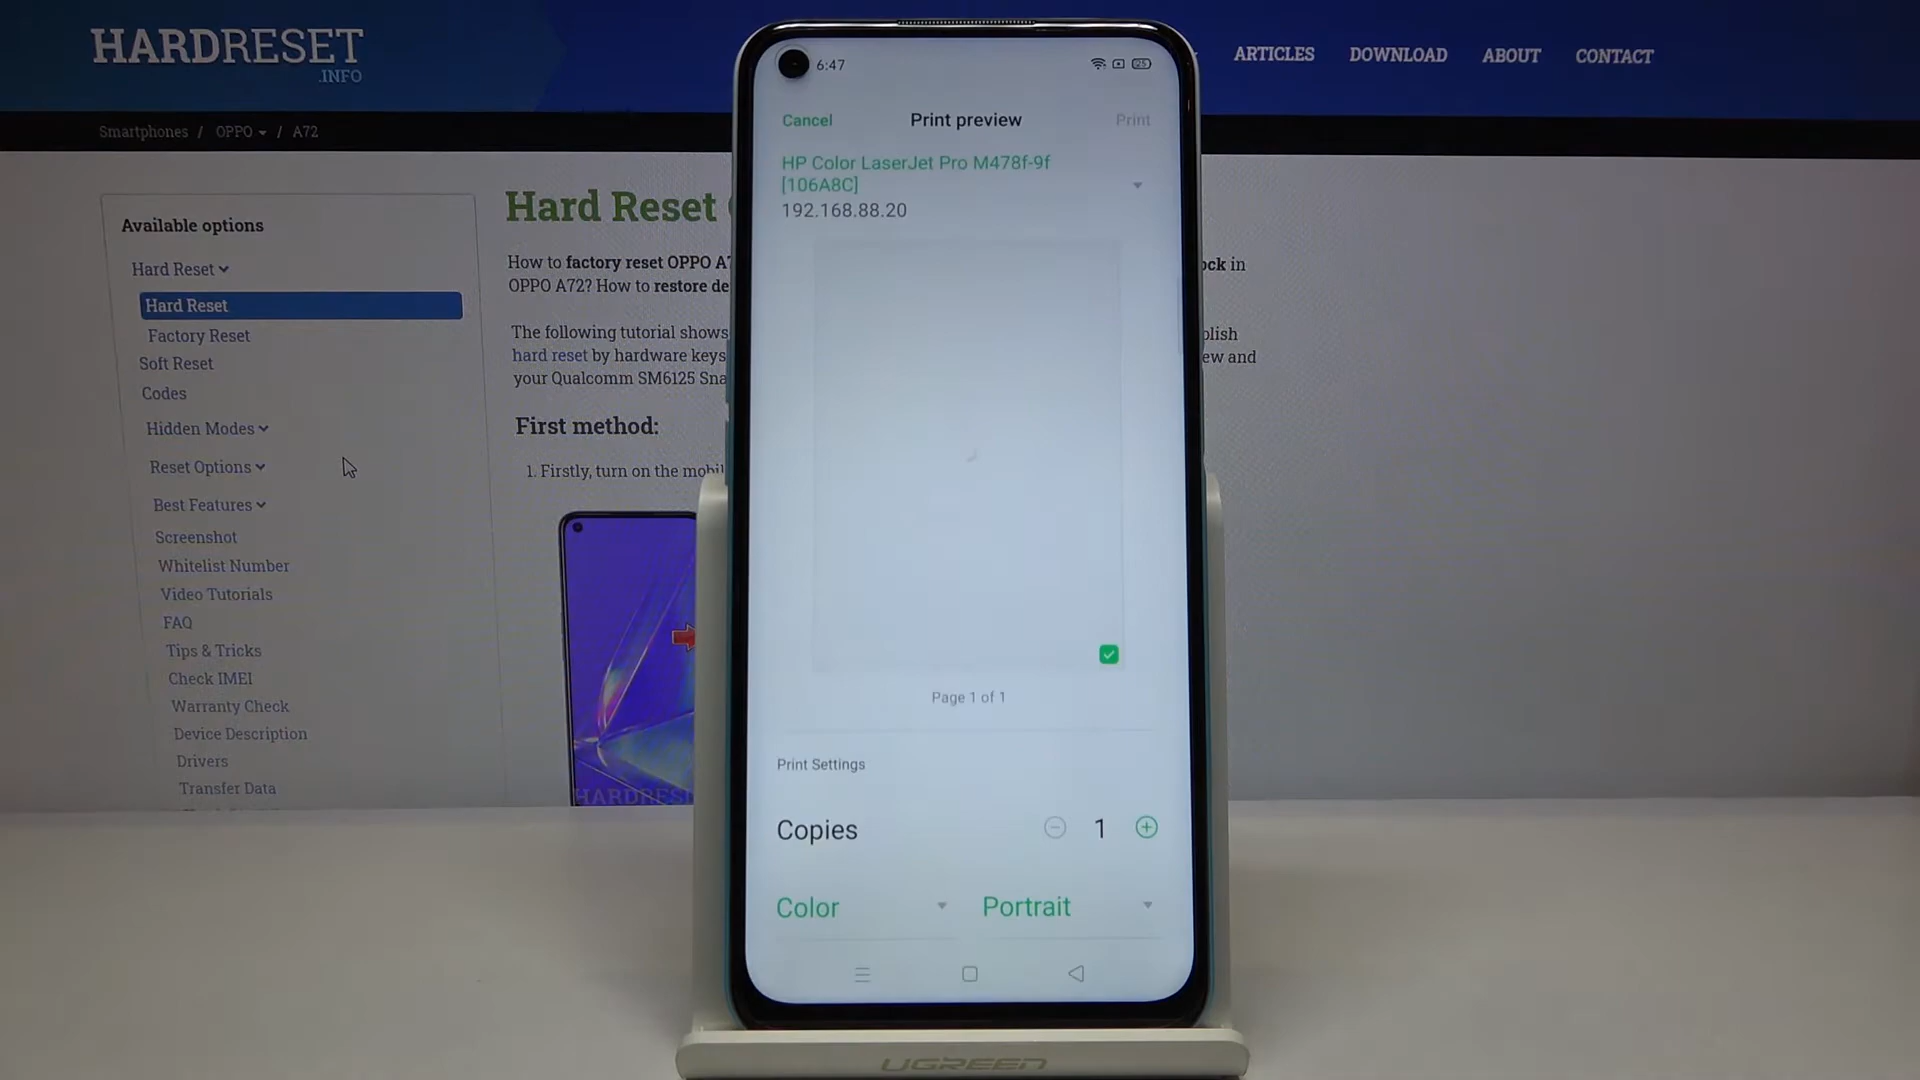 HARDRESET
.INFO
ARTICLES DOWNLOAD ABOUT CONTACT
Smartphones / OPPO / A72
Available options
Hard Reset
Hard Reset
Factory Reset
Soft Reset
Codes
Hidden Modes
Reset Options
Best Features
Screenshot
Whitelist Number
Video Tutorials
FAQ
Tips & Tricks
Check IMEI
Warranty Check
Device Description
Drivers
Transfer Data
Hard Reset
How to factory reset OPPO A7
OPPO A72? How to restore de
in
The following tutorial shows
hard reset by hardware keys
ew and
your Qualcomm SM6125 Sna
First method:
1. Firstly, turn on the mobil
HARDRES
6:47
Cancel Print preview Print
HP Color LaserJet Pro M478f-9f
[106A8C]
192.168.88.20
Page 1 of 1
Print Settings
Copies 1
Color Portrait
UGREEN